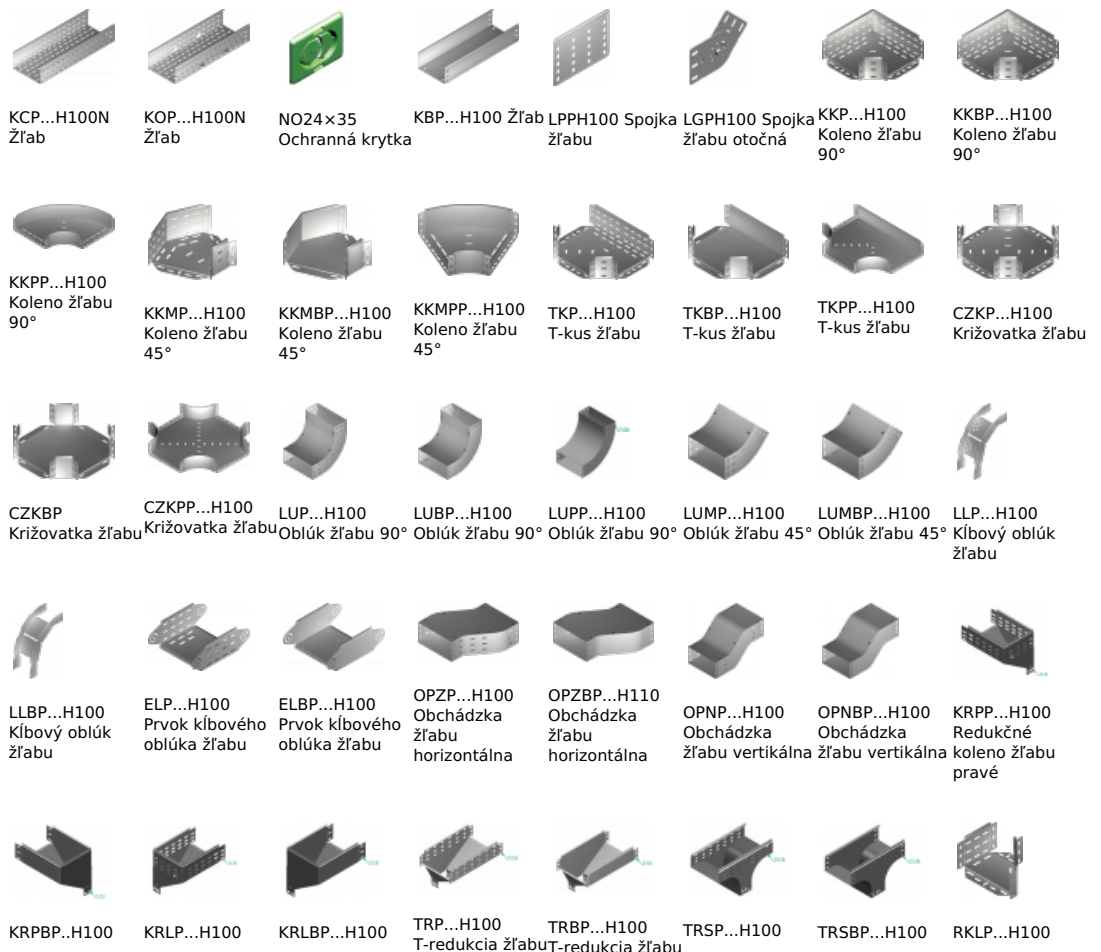 KCP...H100N
Žľab
KOP...H100N
Žľab
NO24×35
Ochranná krytka
KBP...H100 Žľab
LPPH100 Spojka
žľabu
LGPH100 Spojka
žľabu otočná
KKP...H100
Koleno žľabu
90°
KKBP...H100
Koleno žľabu
90°
KKPP...H100
Koleno žľabu
90°
KKMP...H100
Koleno žľabu
45°
KKMBP...H100
Koleno žľabu
45°
KKMPP...H100
Koleno žľabu
45°
TKP...H100
T-kus žľabu
TKBP...H100
T-kus žľabu
TKPP...H100
T-kus žľabu
CZKP...H100
Križovatka žľabu
CZKBP
Križovatka žľabu
CZKPP...H100
Križovatka žľabu
LUP...H100
Oblúk žľabu 90°
LUBP...H100
Oblúk žľabu 90°
LUPP...H100
Oblúk žľabu 90°
LUMP...H100
Oblúk žľabu 45°
LUMBP...H100
Oblúk žľabu 45°
LLP...H100
Kĺbový oblúk
žľabu
LLBP...H100
Kĺbový oblúk
žľabu
ELP...H100
Prvok kĺbového
oblúka žľabu
ELBP...H100
Prvok kĺbového
oblúka žľabu
OPZP...H100
Obchádzka
žľabu
horizontálna
OPZBP...H110
Obchádzka
žľabu
horizontálna
OPNP...H100
Obchádzka
žľabu vertikálna
OPNBP...H100
Obchádzka
žľabu vertikálna
KRPP...H100
Redukčné
koleno žľabu
pravé
KRPBP..H100
KRLP...H100
KRLBP...H100
TRP...H100
T-redukcia žľabu
TRBP...H100
T-redukcia žľabu
TRSP...H100
TRSBP...H100
RKLP...H100